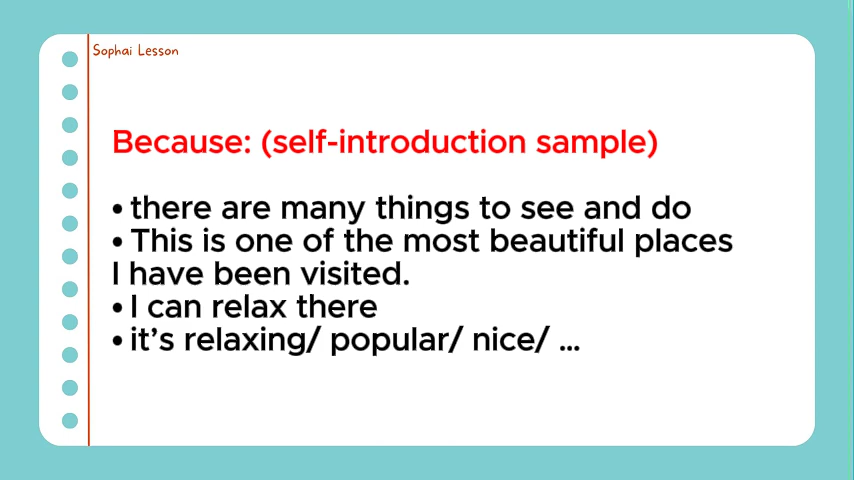 Sophai Lesson
Because: (self-introduction sample)
• there are many things to see and do
• This is one of the most beautiful places
I have been visited.
• I can relax there
• it’s relaxing/ popular/ nice/ ...